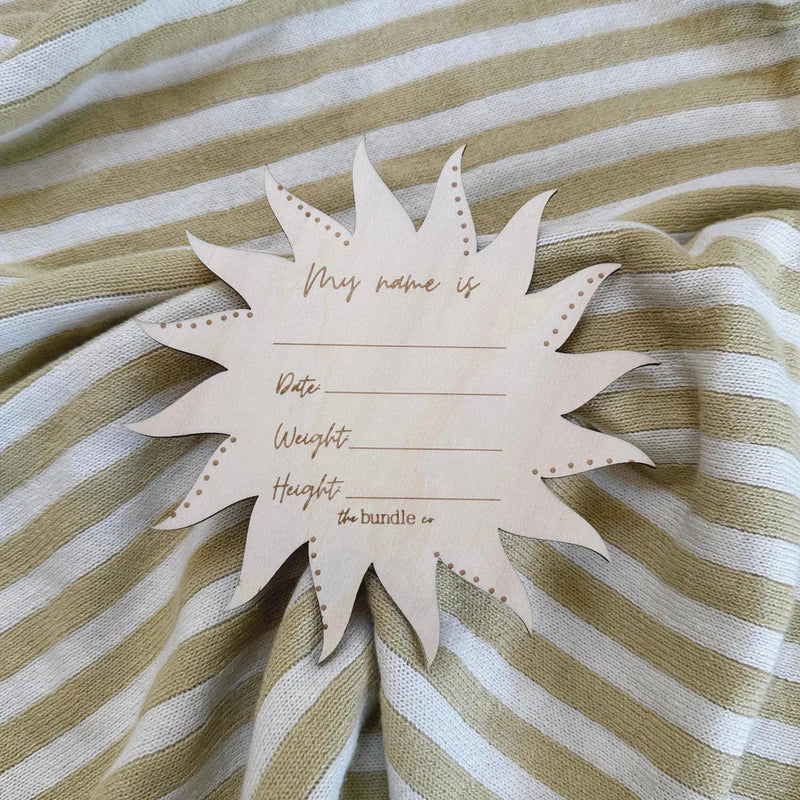 My name is
Date:
Weight:
Height:
the bundle co